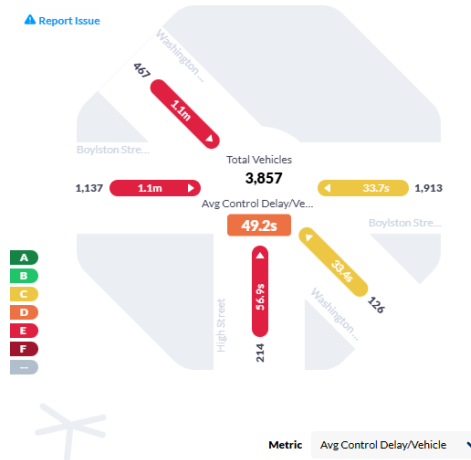 Report Issue
Washington ...
467
1.1m
Boylston Stre...
Total Vehicles
3,857
1,137
1.1m
33.7s
1,913
Avg Control Delay/Ve...
49.2s
Boylston Stre...
A
B
C
D
E
F
--
56.9s
214
High Street
33.4s
126
Washington ...
Metric
Avg Control Delay/Vehicle